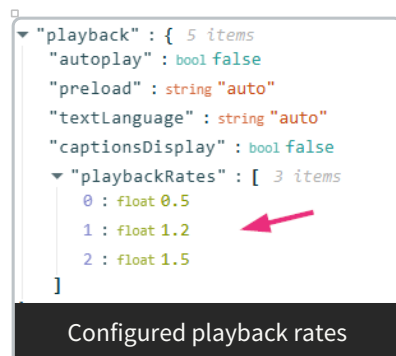 "playback" : { 5 items
"autoplay" : bool false
"preload" : string "auto"
"textLanguage" : string "auto"
"captionsDisplay" : bool false
"playbackRates" : [ 3 items
0 : float 0.5
1 : float 1.2
2 : float 1.5
]
Configured playback rates